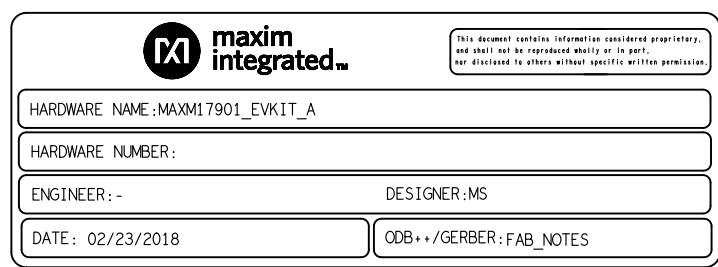 maxim
integrated™
This document contains information considered proprietary,
and shall not be reproduced wholly or in part,
nor disclosed to others without specific written permission.
HARDWARE NAME:MAXM17901_EVKIT_A
HARDWARE NUMBER:
ENGINEER:- DESIGNER:MS
DATE: 02/23/2018 ODB++/GERBER:FAB_NOTES